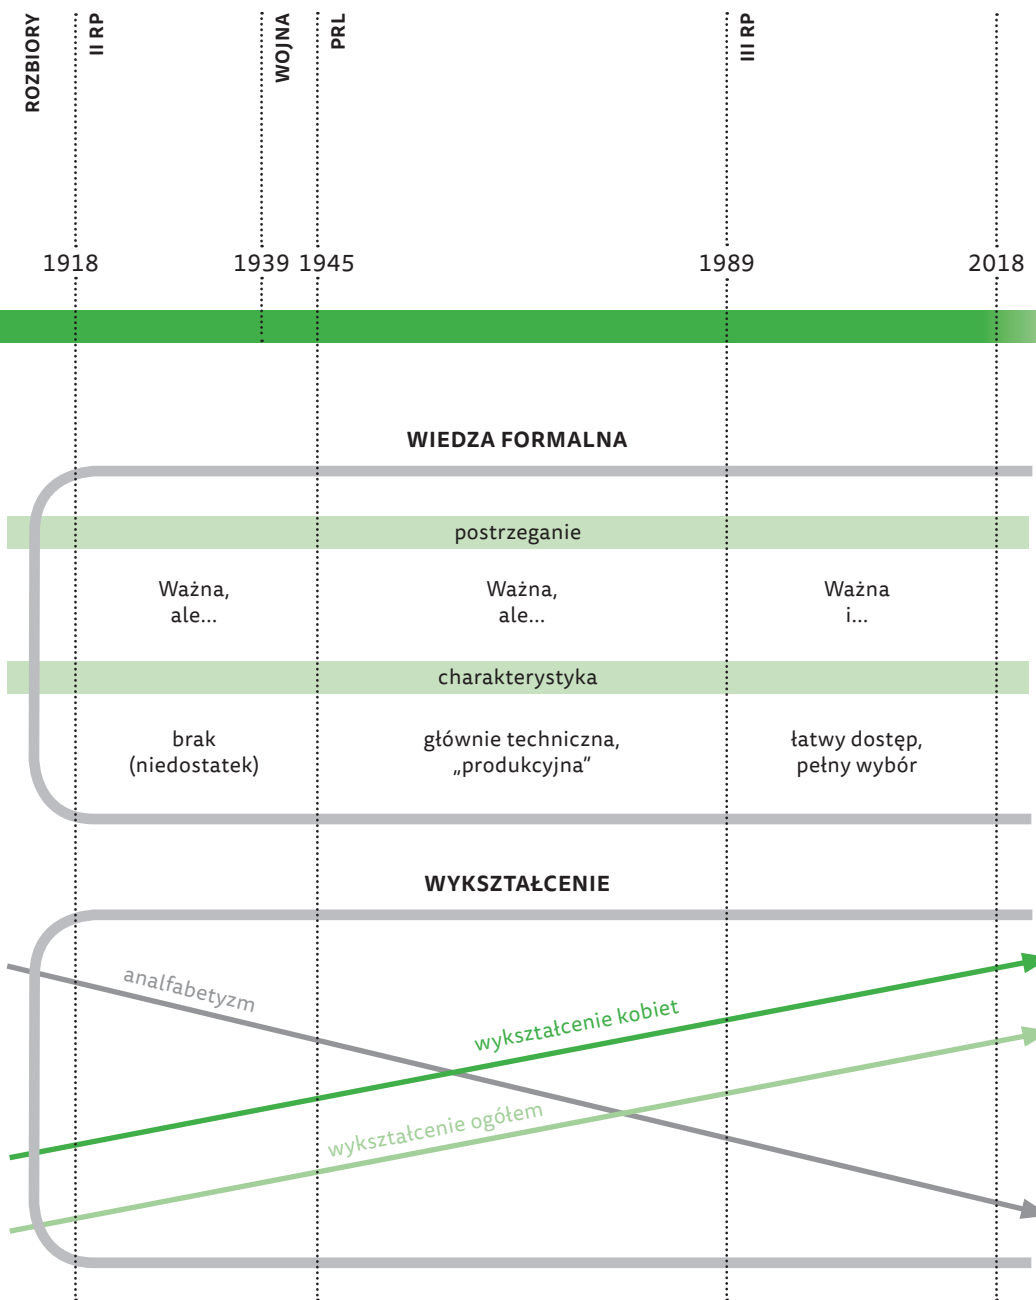 ROZBIORY
II RP
WOJNA
PRL
III RP
1918
1939
1945
1989
2018
WIEDZA FORMALNA
postrzeganie
Ważna,
ale...
Ważna,
ale...
Ważna
i...
charakterystyka
brak
(niedostatek)
głównie techniczna,
„produkcyjna”
łatwy dostęp,
pełny wybór
WYKSZTAŁCENIE
analfabetyzm
wykształcenie kobiet
wykształcenie ogółem